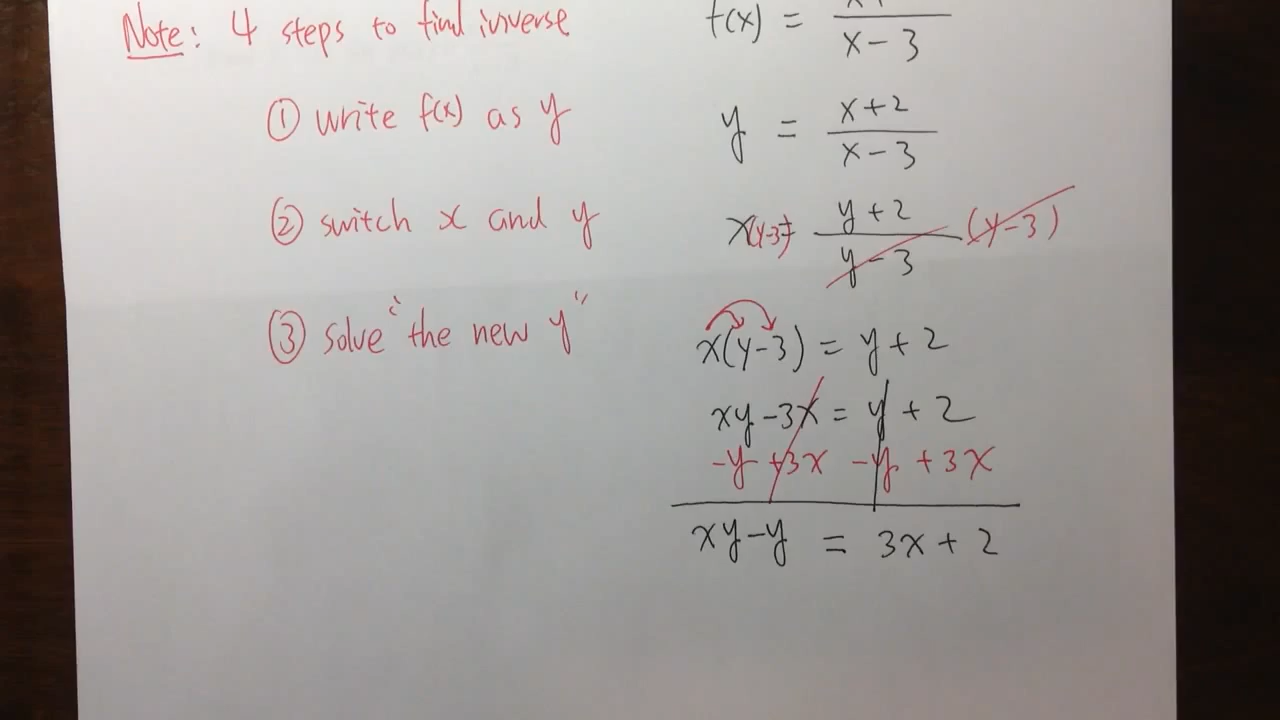 Note: 4 steps to find inverse
① write f(x) as y
② switch x and y
③ solve "the new y"
f(x) = / x - 3
y = x + 2 / x - 3
x(y-3) = y + 2 / y - 3 (y-3)
x(y-3) = y + 2
xy - 3x = y + 2
-y +3x -y +3x
xy - y = 3x + 2